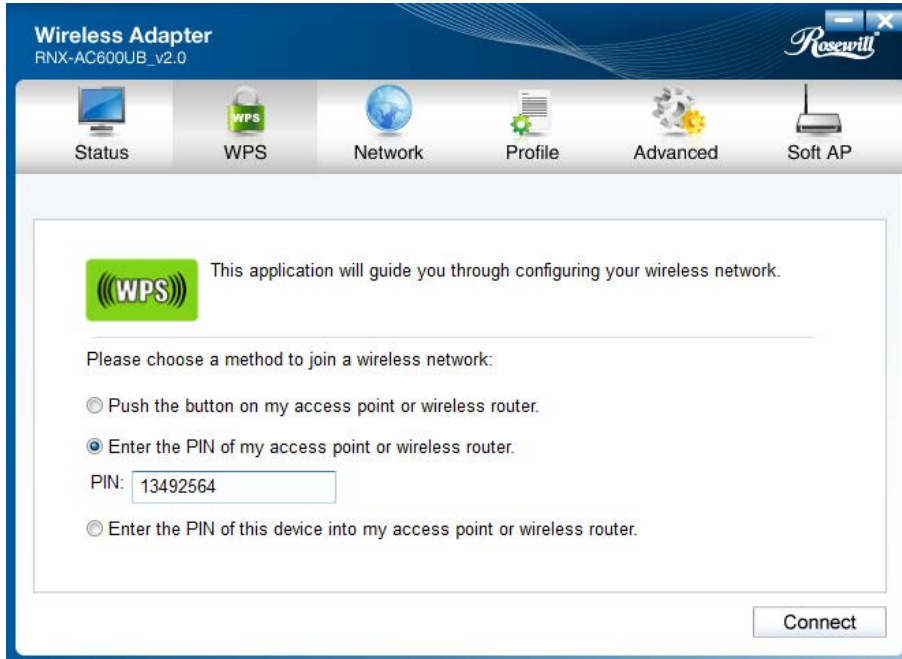 Wireless Adapter
RNX-AC600UB_v2.0
Rosewill
WPS
Status WPS Network Profile Advanced Soft AP
WPS
This application will guide you through configuring your wireless network.
Please choose a method to join a wireless network:
Push the button on my access point or wireless router.
Enter the PIN of my access point or wireless router.
PIN: 13492564
Enter the PIN of this device into my access point or wireless router.
Connect